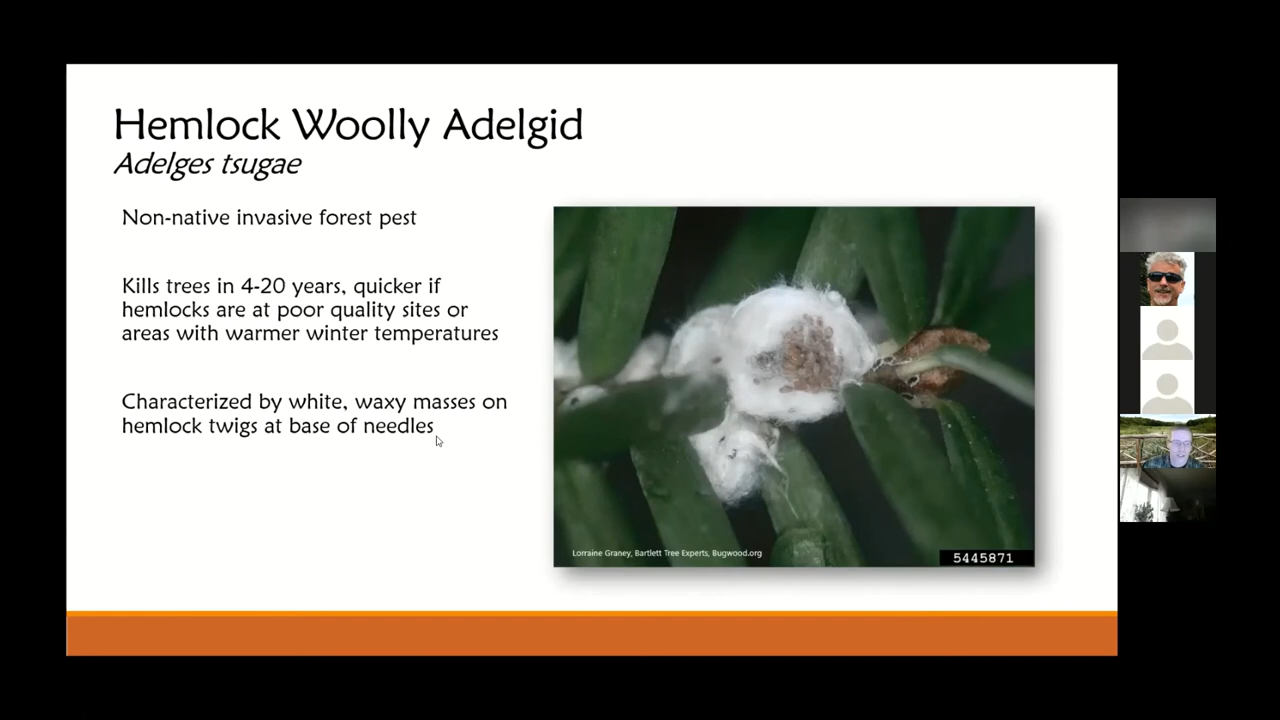 Hemlock Woolly Adelgid
Adelges tsugae
Non-native invasive forest pest
Kills trees in 4-20 years, quicker if
hemlocks are at poor quality sites or
areas with warmer winter temperatures
Characterized by white, waxy masses on
hemlock twigs at base of needles
Lorraine Graney, Bartlett Tree Experts, Bugwood.org
5445871